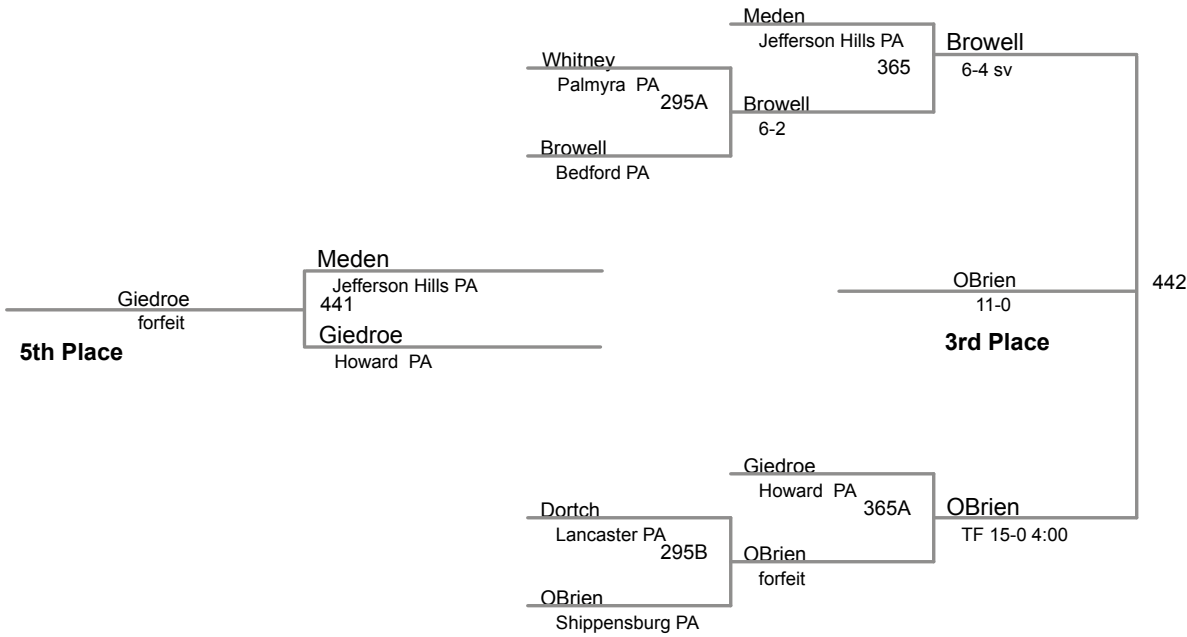 Meden
Jefferson Hills PA
365
Browell
6-4 sv
Whitney
Palmyra PA
295A
Browell
6-2
Browell
Bedford PA
Meden
Jefferson Hills PA
441
Giedroe
forfeit
5th Place
Giedroe
Howard PA
OBrien
11-0
3rd Place
442
Giedroe
Howard PA
365A
OBrien
TF 15-0 4:00
Dortch
Lancaster PA
295B
OBrien
forfeit
OBrien
Shippensburg PA